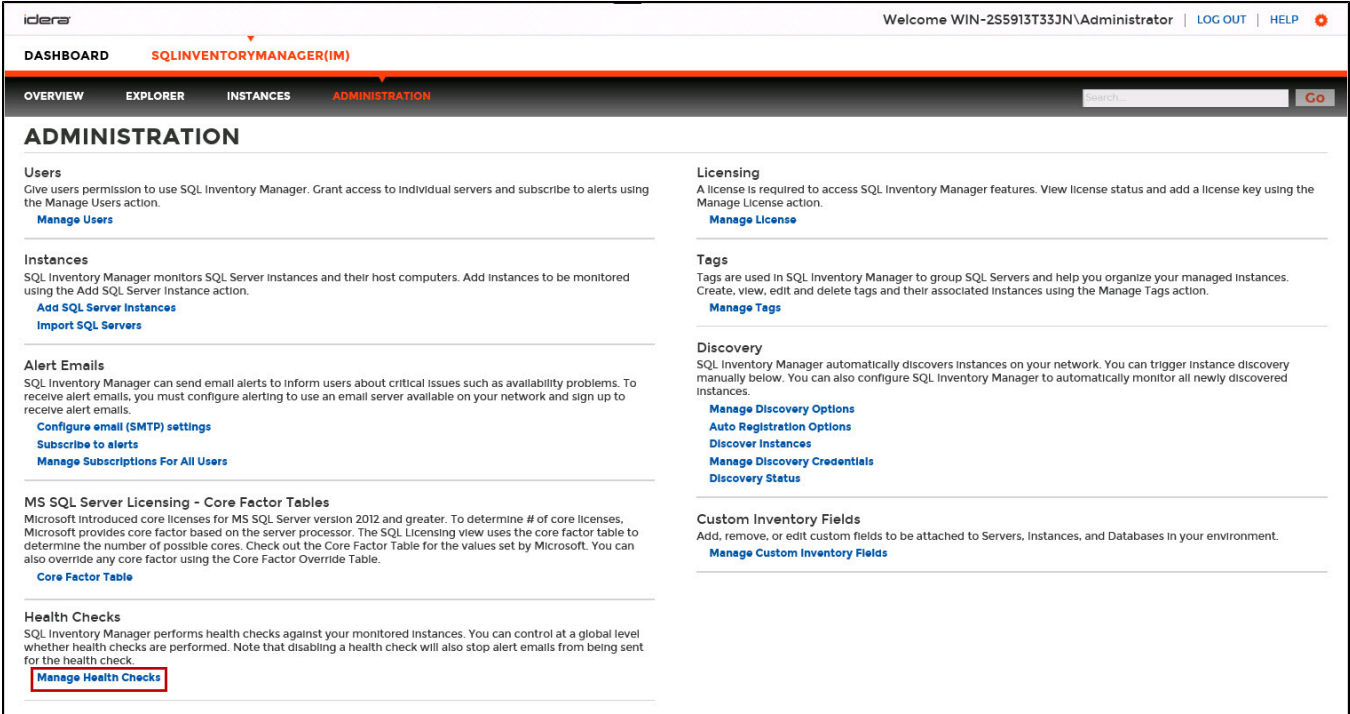 idera
Welcome WIN-2S5913T33JN\Administrator | LOG OUT | HELP
DASHBOARD SQLINVENTORYMANAGER(IM)
OVERVIEW EXPLORER INSTANCES ADMINISTRATION
Search... Go
ADMINISTRATION
Users
Give users permission to use SQL Inventory Manager. Grant access to individual servers and subscribe to alerts using
the Manage Users action.
Manage Users
Instances
SQL Inventory Manager monitors SQL Server instances and their host computers. Add instances to be monitored
using the Add SQL Server Instance action.
Add SQL Server Instances
Import SQL Servers
Alert Emails
SQL Inventory Manager can send email alerts to inform users about critical issues such as availability problems. To
receive alert emails, you must configure alerting to use an email server available on your network and sign up to
receive alert emails.
Configure email (SMTP) settings
Subscribe to alerts
Manage Subscriptions For All Users
MS SQL Server Licensing - Core Factor Tables
Microsoft introduced core licenses for MS SQL Server version 2012 and greater. To determine # of core licenses,
Microsoft provides core factor based on the server processor. The SQL Licensing view uses the core factor table to
determine the number of possible cores. Check out the Core Factor Table for the values set by Microsoft. You can
also override any core factor using the Core Factor Override Table.
Core Factor Table
Health Checks
SQL Inventory Manager performs health checks against your monitored instances. You can control at a global level
whether health checks are performed. Note that disabling a health check will also stop alert emails from being sent
for the health check.
Manage Health Checks
Licensing
A license is required to access SQL Inventory Manager features. View license status and add a license key using the
Manage License action.
Manage License
Tags
Tags are used in SQL Inventory Manager to group SQL Servers and help you organize your managed instances.
Create, view, edit and delete tags and their associated instances using the Manage Tags action.
Manage Tags
Discovery
SQL Inventory Manager automatically discovers instances on your network. You can trigger instance discovery
manually below. You can also configure SQL Inventory Manager to automatically monitor all newly discovered
instances.
Manage Discovery Options
Auto Registration Options
Discover Instances
Manage Discovery Credentials
Discovery Status
Custom Inventory Fields
Add, remove, or edit custom fields to be attached to Servers, Instances, and Databases in your environment.
Manage Custom Inventory Fields